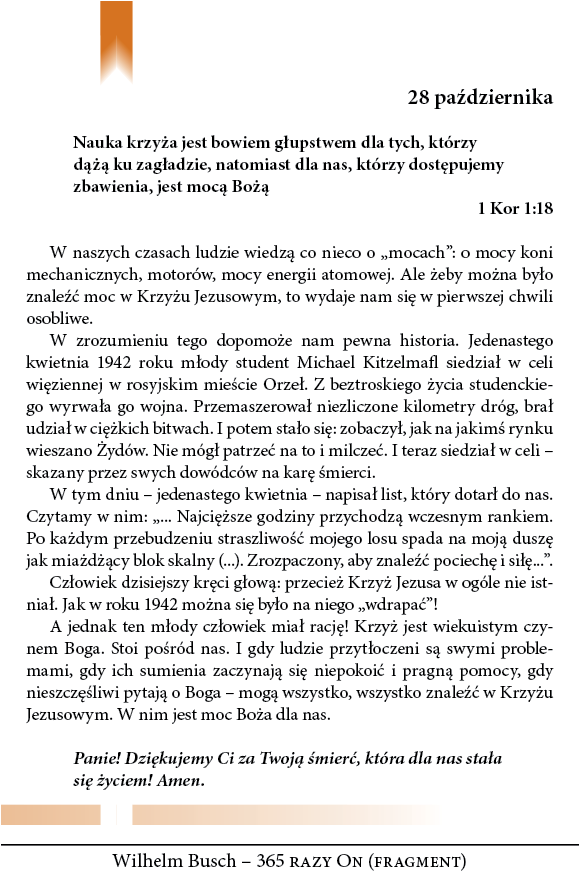 28 października
Nauka krzyża jest bowiem głupstwem dla tych, którzy
dążą ku zagładzie, natomiast dla nas, którzy dostępujemy
zbawienia, jest mocą Bożą
1 Kor 1:18
W naszych czasach ludzie wiedzą co nieco o „mocach”: o mocy koni
mechanicznych, motorów, mocy energii atomowej. Ale żeby można było
znaleźć moc w Krzyżu Jezusowym, to wydaje nam się w pierwszej chwili
osobliwe.
W zrozumieniu tego dopomoże nam pewna historia. Jedenastego
kwietnia 1942 roku młody student Michael Kitzelmafl siedział w celi
więziennej w rosyjskim mieście Orzeł. Z beztroskiego życia studenckie-
go wyrwała go wojna. Przemaszerował niezliczone kilometry dróg, brał
udział w ciężkich bitwach. I potem stało się: zobaczył, jak na jakimś rynku
wieszano Żydów. Nie mógł patrzeć na to i milczeć. I teraz siedział w celi –
skazany przez swych dowódców na karę śmierci.
W tym dniu – jedenastego kwietnia – napisał list, który dotarł do nas.
Czytamy w nim: „... Najcięższe godziny przychodzą wczesnym rankiem.
Po każdym przebudzeniu straszliwość mojego losu spada na moją duszę
jak miażdżący blok skalny (...). Zrozpaczony, aby znaleźć pociechę i siłę...”.
Człowiek dzisiejszy kręci głową: przecież Krzyż Jezusa w ogóle nie ist-
niał. Jak w roku 1942 można się było na niego „wdrapać”!
A jednak ten młody człowiek miał rację! Krzyż jest wiekuistym czy-
nem Boga. Stoi pośród nas. I gdy ludzie przytłoczeni są swymi proble-
mami, gdy ich sumienia zaczynają się niepokoić i pragną pomocy, gdy
nieszczęśliwi pytają o Boga – mogą wszystko, wszystko znaleźć w Krzyżu
Jezusowym. W nim jest moc Boża dla nas.
Panie! Dziękujemy Ci za Twoją śmierć, która dla nas stała
się życiem! Amen.
Wilhelm Busch – 365 RAZY ON (FRAGMENT)